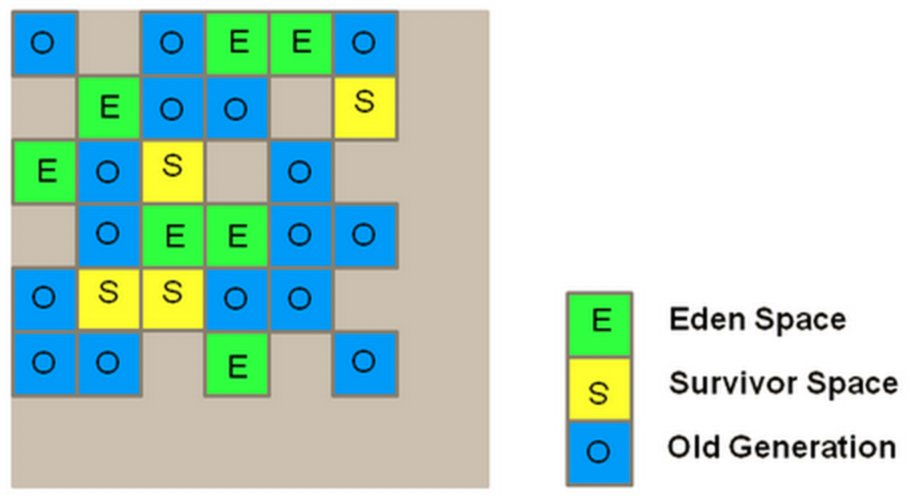 O O E E O
E O O S
E O S O
O E E O O
O S S O O
O O E O
E Eden Space
S Survivor Space
O Old Generation